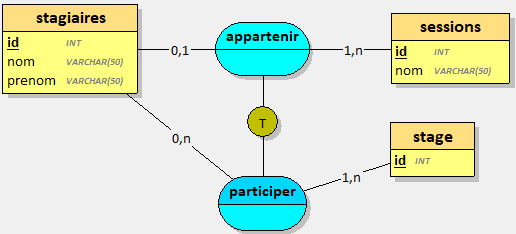 stagiaires
id INT
nom VARCHAR(50)
prenom VARCHAR(50)
0,1
appartenir
1,n
sessions
id INT
nom VARCHAR(50)
T
0,n
participer
1,n
stage
id INT